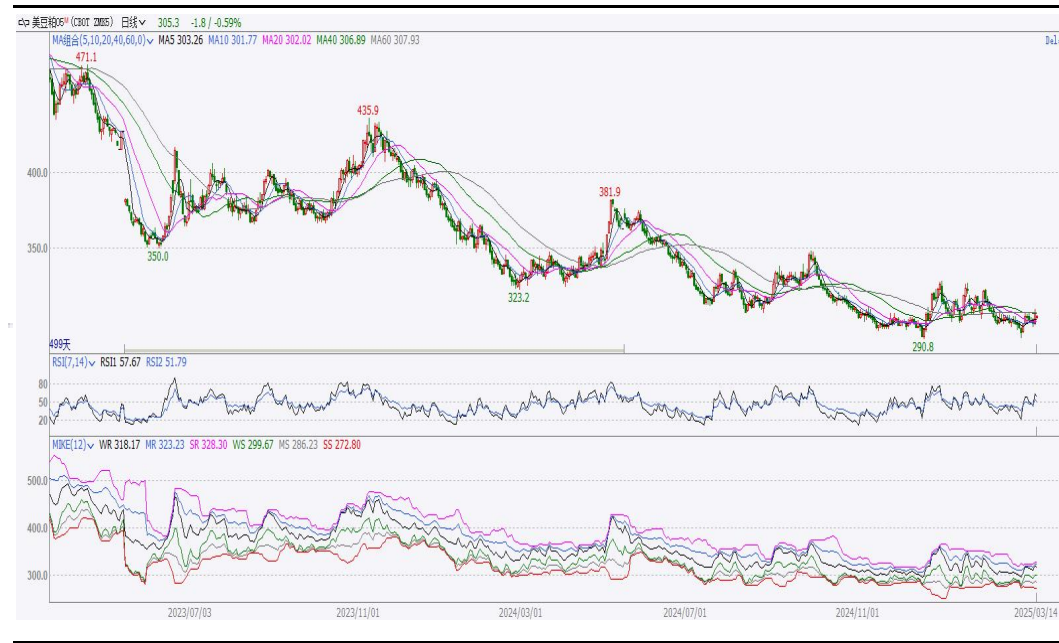 美豆粕05M (CBOT ZMK5) 日线 305.3 -1.8 / -0.59%
MA组合(5,10,20,40,60,0) MA5 303.26 MA10 301.77 MA20 302.02 MA40 306.89 MA60 307.93
471.1
435.9
400.0
381.9
350.0
350.0
323.2
290.8
499天
RSI(7,14) RSI1 57.67 RSI2 51.79
80
50
20
MIKE(12) WR 318.17 MR 323.23 SR 328.30 WS 299.67 MS 286.23 SS 272.80
500.0
400.0
300.0
2023/07/03 2023/11/01 2024/03/01 2024/07/01 2024/11/01 2025/03/14